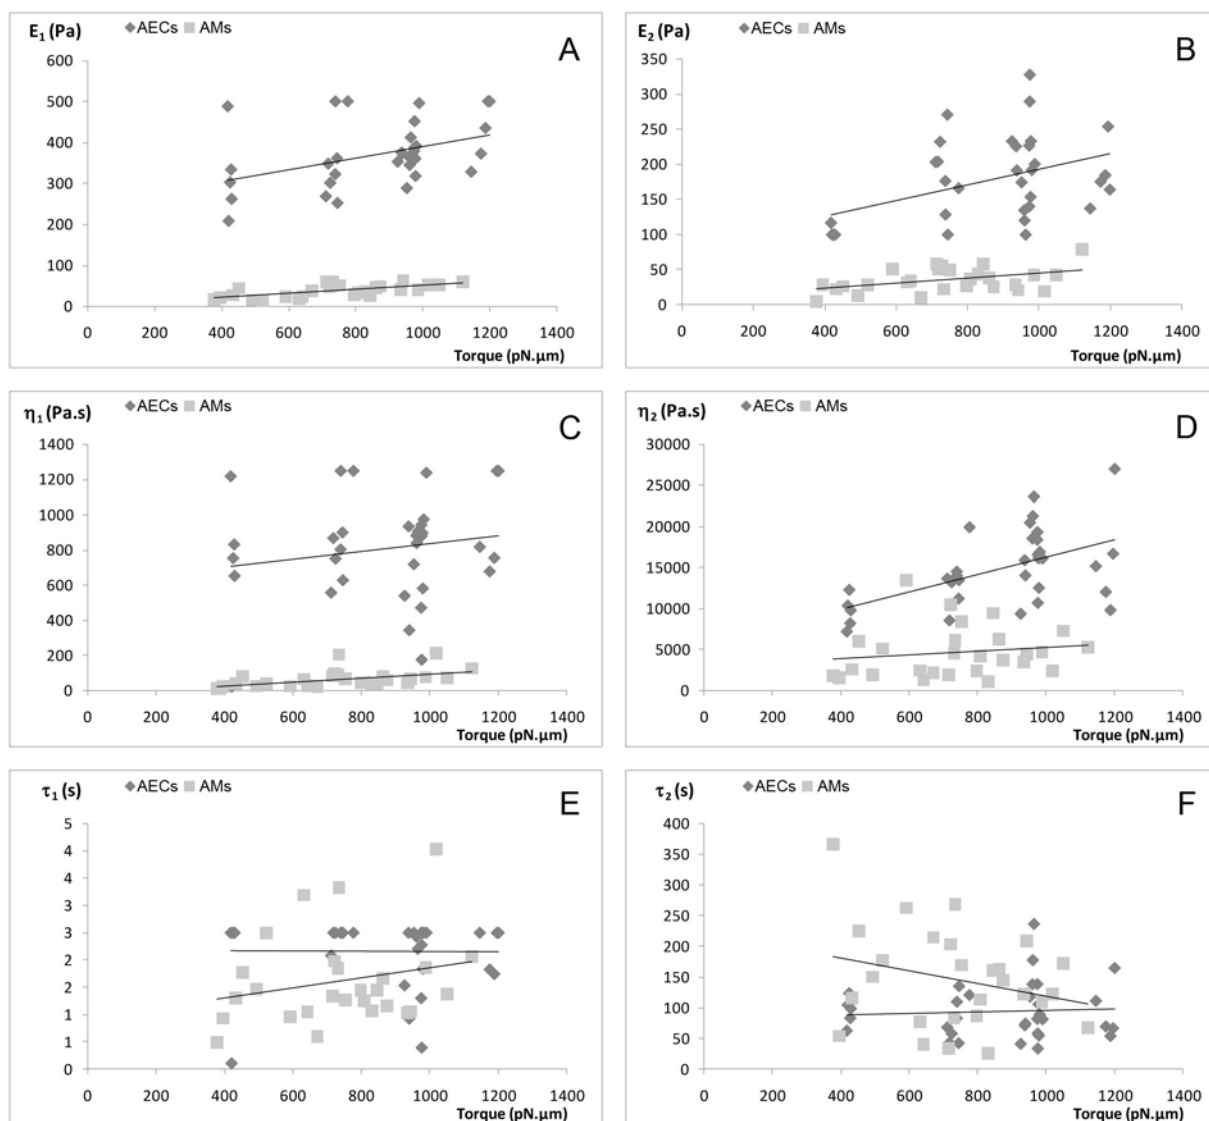 E1 (Pa) AECs AMs A
600
500
400
300
200
100
0
0 200 400 600 800 1000 1200 1400
Torque (pN.µm)
E2 (Pa) AECs AMs B
350
300
250
200
150
100
50
0
0 200 400 600 800 1000 1200 1400
Torque (pN.µm)
η1 (Pa.s) AECs AMs C
1400
1200
1000
800
600
400
200
0
0 200 400 600 800 1000 1200 1400
Torque (pN.µm)
η2 (Pa.s) AECs AMs D
30000
25000
20000
15000
10000
5000
0
0 200 400 600 800 1000 1200 1400
Torque (pN.µm)
τ1 (s) AECs AMs E
5
4
4
3
3
2
2
1
1
0
0 200 400 600 800 1000 1200 1400
Torque (pN.µm)
τ2 (s) AECs AMs F
400
350
300
250
200
150
100
50
0
0 200 400 600 800 1000 1200 1400
Torque (pN.µm)